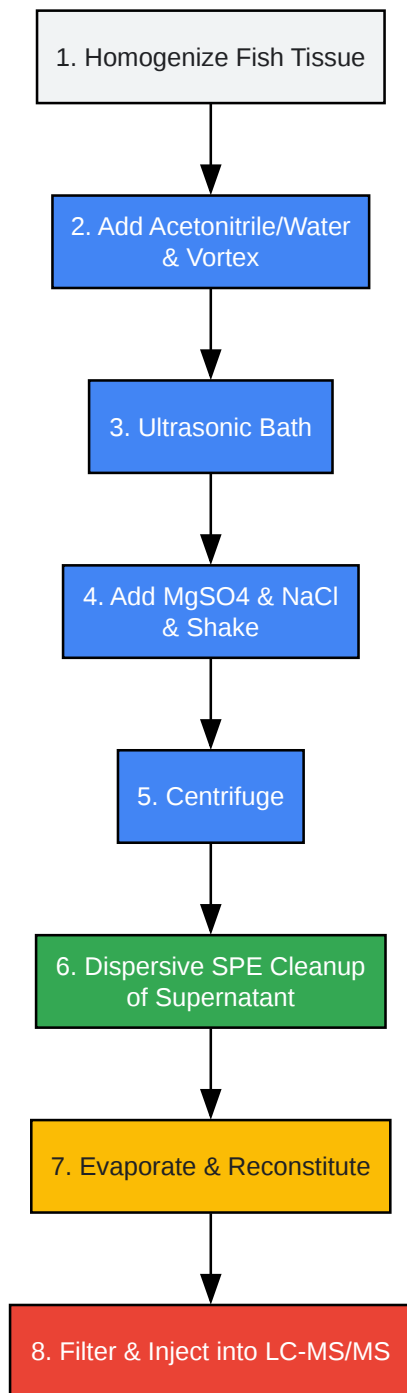 1. Homogenize Fish Tissue
2. Add Acetonitrile/Water
& Vortex
3. Ultrasonic Bath
4. Add MgSO4 & NaCl
& Shake
5. Centrifuge
6. Dispersive SPE Cleanup
of Supernatant
7. Evaporate & Reconstitute
8. Filter & Inject into LC-MS/MS